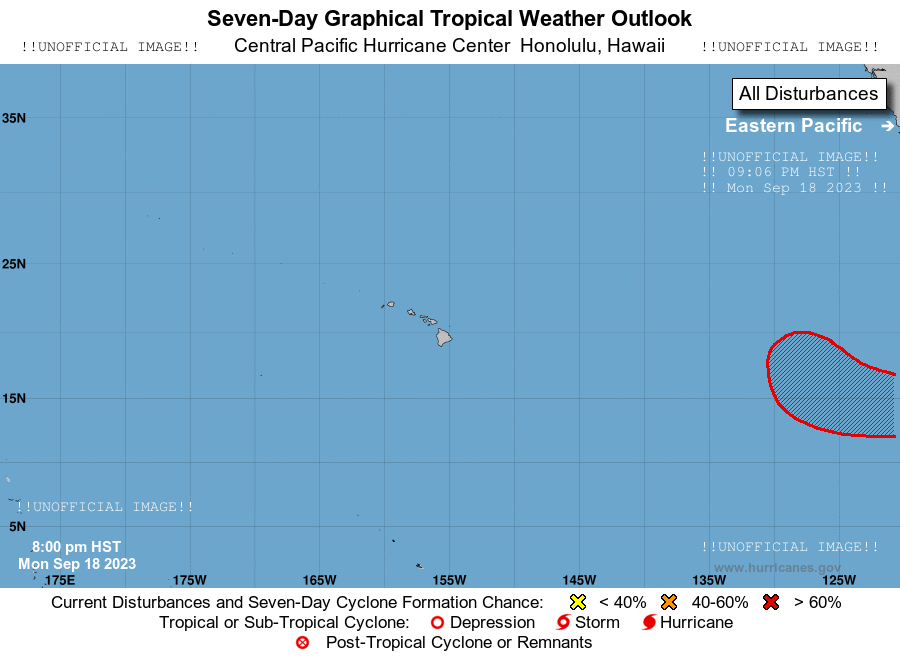 Seven-Day Graphical Tropical Weather Outlook
!!UNOFFICIAL IMAGE!! Central Pacific Hurricane Center Honolulu, Hawaii !!UNOFFICIAL IMAGE!!
All Disturbances
35N
Eastern Pacific ➔
!!UNOFFICIAL IMAGE!!
!! 09:06 PM HST !!
!! Mon Sep 18 2023 !!
25N
15N
!!UNOFFICIAL IMAGE!!
5N
8:00 pm HST
Mon Sep 18 2023
!!UNOFFICIAL IMAGE!!
www.hurricanes.gov
175E 175W 165W 155W 145W 135W 125W
Current Disturbances and Seven-Day Cyclone Formation Chance: < 40% 40-60% > 60%
Tropical or Sub-Tropical Cyclone: Depression Storm Hurricane
Post-Tropical Cyclone or Remnants